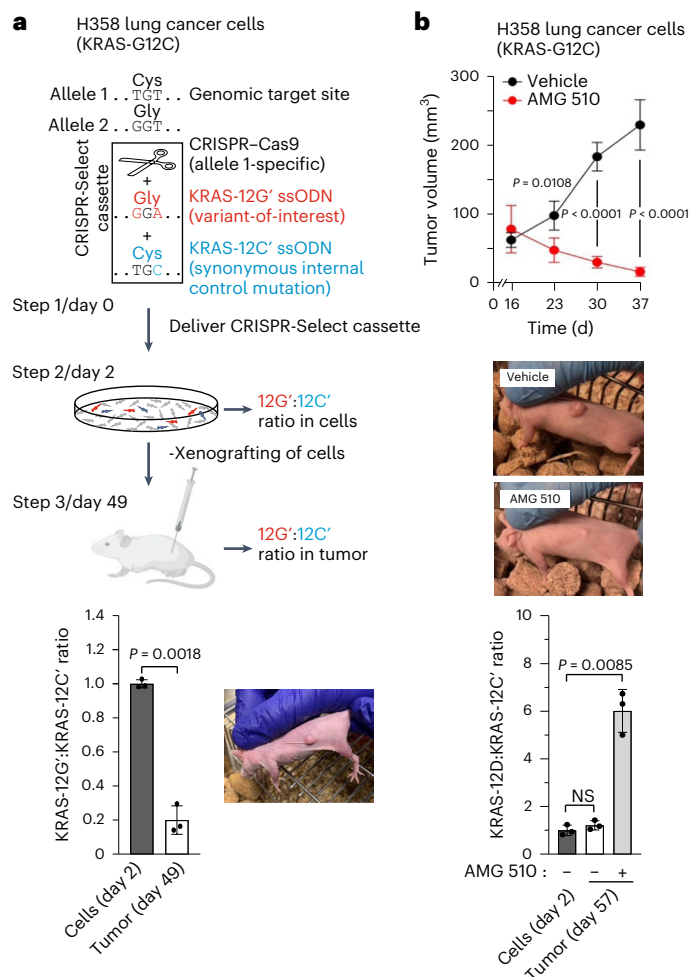 a
H358 lung cancer cells
(KRAS-G12C)
Cys
Allele 1 . . TGT . . Genomic target site
Gly
Allele 2 . . GGT . .
CRISPR-Select
cassette
CRISPR–Cas9
(allele 1-specific)
+
Gly
. . GGA . .
KRAS-12G′ ssODN
(variant-of-interest)
+
Cys
. . TGC . .
KRAS-12C′ ssODN
(synonymous internal
control mutation)
Step 1/day 0
Deliver CRISPR-Select cassette
Step 2/day 2
12G′:12C′
ratio in cells
-Xenografting of cells
Step 3/day 49
12G′:12C′
ratio in tumor
KRAS-12G′:KRAS-12C′ ratio
1.4
1.2
1.0
0.8
0.6
0.4
0.2
0
P = 0.0018
Cells (day 2)
Tumor (day 49)
b
H358 lung cancer cells
(KRAS-G12C)
Tumor volume (mm³)
300
200
100
0
Vehicle
AMG 510
P = 0.0108
P < 0.0001
P < 0.0001
0 16 23 30 37
Time (d)
Vehicle
AMG 510
KRAS-12D:KRAS-12C′ ratio
10
8
6
4
2
0
P = 0.0085
NS
AMG 510 : – – +
Cells (day 2)
Tumor (day 57)